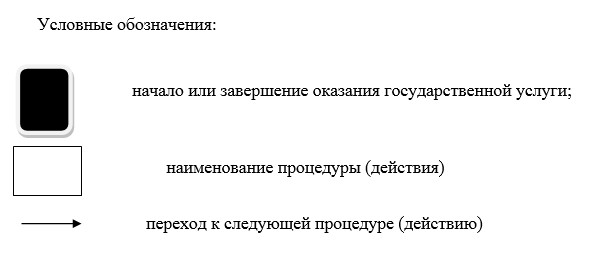 Условные обозначения:
начало или завершение оказания государственной услуги;
наименование процедуры (действия)
переход к следующей процедуре (действию)